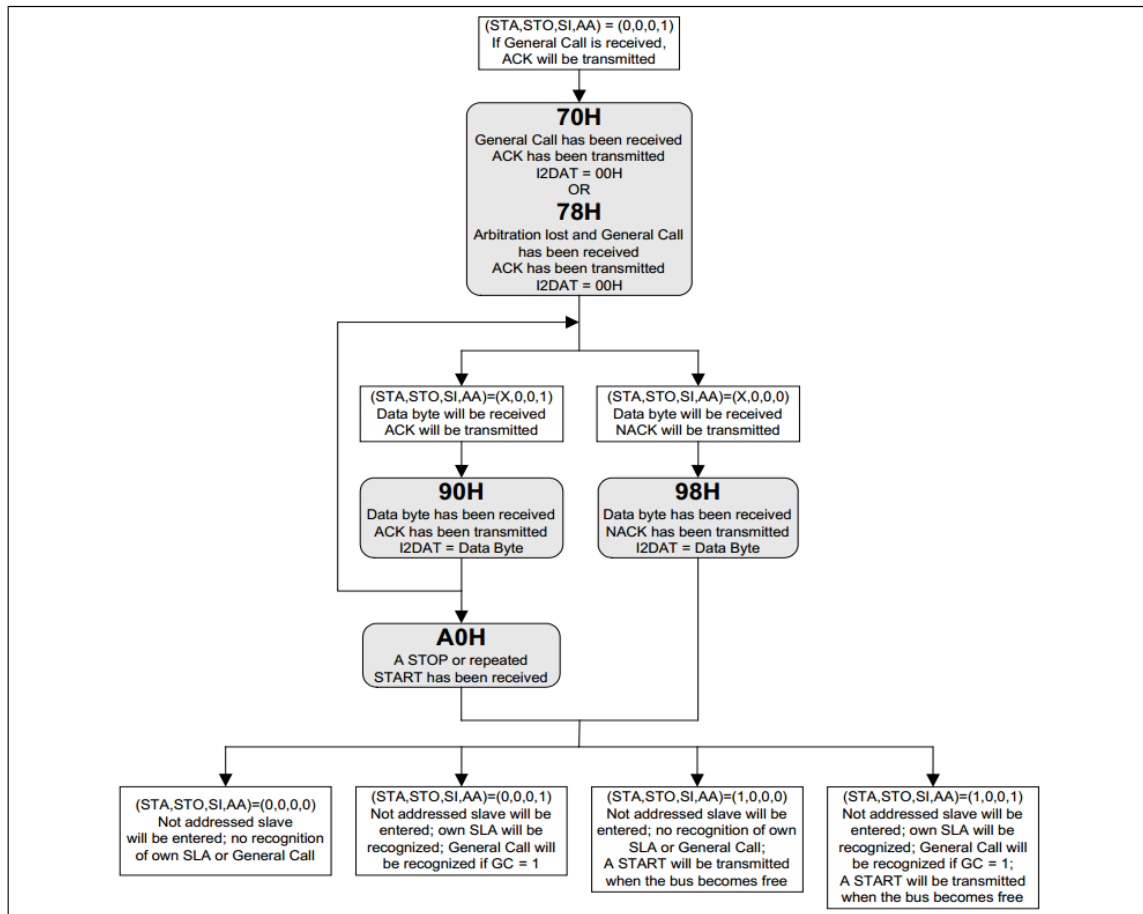 (STA,STO,SI,AA) = (0,0,0,1)
If General Call is received,
ACK will be transmitted
70H
General Call has been received
ACK has been transmitted
I2DAT = 00H
OR
78H
Arbitration lost and General Call
has been received
ACK has been transmitted
I2DAT = 00H
(STA,STO,SI,AA)=(X,0,0,1)
Data byte will be received
ACK will be transmitted
(STA,STO,SI,AA)=(X,0,0,0)
Data byte will be received
NACK will be transmitted
90H
Data byte has been received
ACK has been transmitted
I2DAT = Data Byte
98H
Data byte has been received
NACK has been transmitted
I2DAT = Data Byte
A0H
A STOP or repeated
START has been received
(STA,STO,SI,AA)=(0,0,0,0)
Not addressed slave
will be entered; no recognition
of own SLA or General Call
(STA,STO,SI,AA)=(0,0,0,1)
Not addressed slave will be
entered; own SLA will be
recognized; General Call will
be recognized if GC = 1
(STA,STO,SI,AA)=(1,0,0,0)
Not addressed slave will be
entered; no recognition of own
SLA or General Call;
A START will be transmitted
when the bus becomes free
(STA,STO,SI,AA)=(1,0,0,1)
Not addressed slave will be
entered; own SLA will be
recognized; General Call will
be recognized if GC = 1;
A START will be transmitted
when the bus becomes free